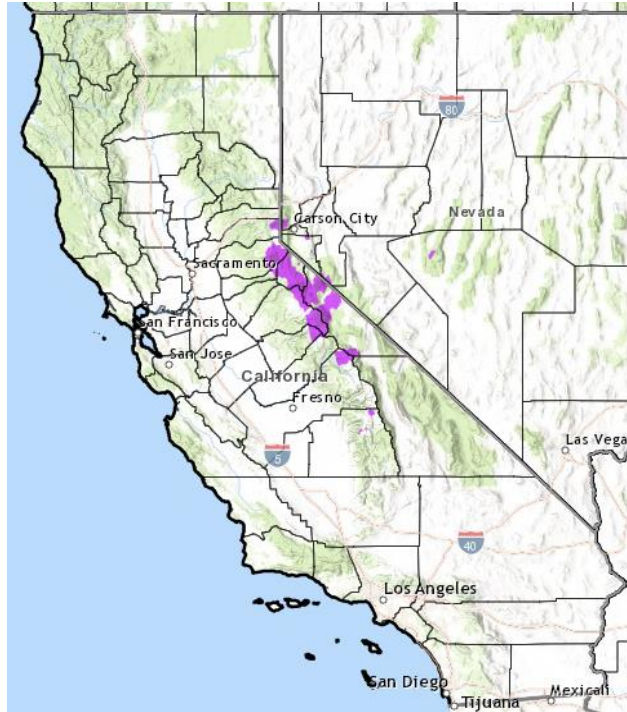 80
Nevada
Carson City
Sacramento
San Francisco
San Jose
California
Fresno
5
Las Vega
40
Los Angeles
San Diego
Tijuana
Mexicali